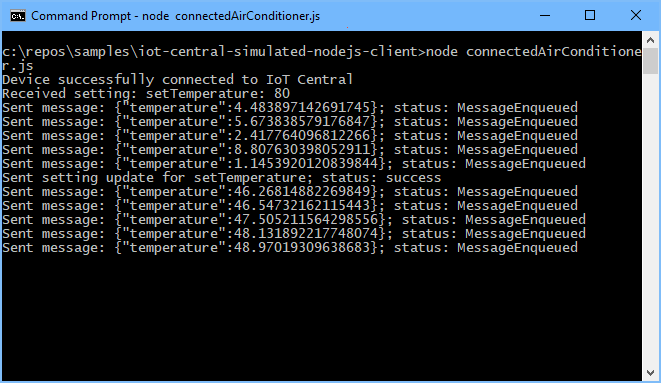 Command Prompt - node  connectedAirConditioner.js
c:\repos\samples\iot-central-simulated-nodejs-client>node connectedAirConditione
r.js
Device successfully connected to IoT Central
Received setting: setTemperature: 80
Sent message: {"temperature":4.483897142691745}; status: MessageEnqueued
Sent message: {"temperature":5.673838579176847}; status: MessageEnqueued
Sent message: {"temperature":2.417764096812266}; status: MessageEnqueued
Sent message: {"temperature":8.807630398052911}; status: MessageEnqueued
Sent message: {"temperature":1.1453920120839844}; status: MessageEnqueued
Sent setting update for setTemperature; status: success
Sent message: {"temperature":46.26814882269849}; status: MessageEnqueued
Sent message: {"temperature":46.54732162115443}; status: MessageEnqueued
Sent message: {"temperature":47.505211564298556}; status: MessageEnqueued
Sent message: {"temperature":48.131892217748074}; status: MessageEnqueued
Sent message: {"temperature":48.97019309638683}; status: MessageEnqueued